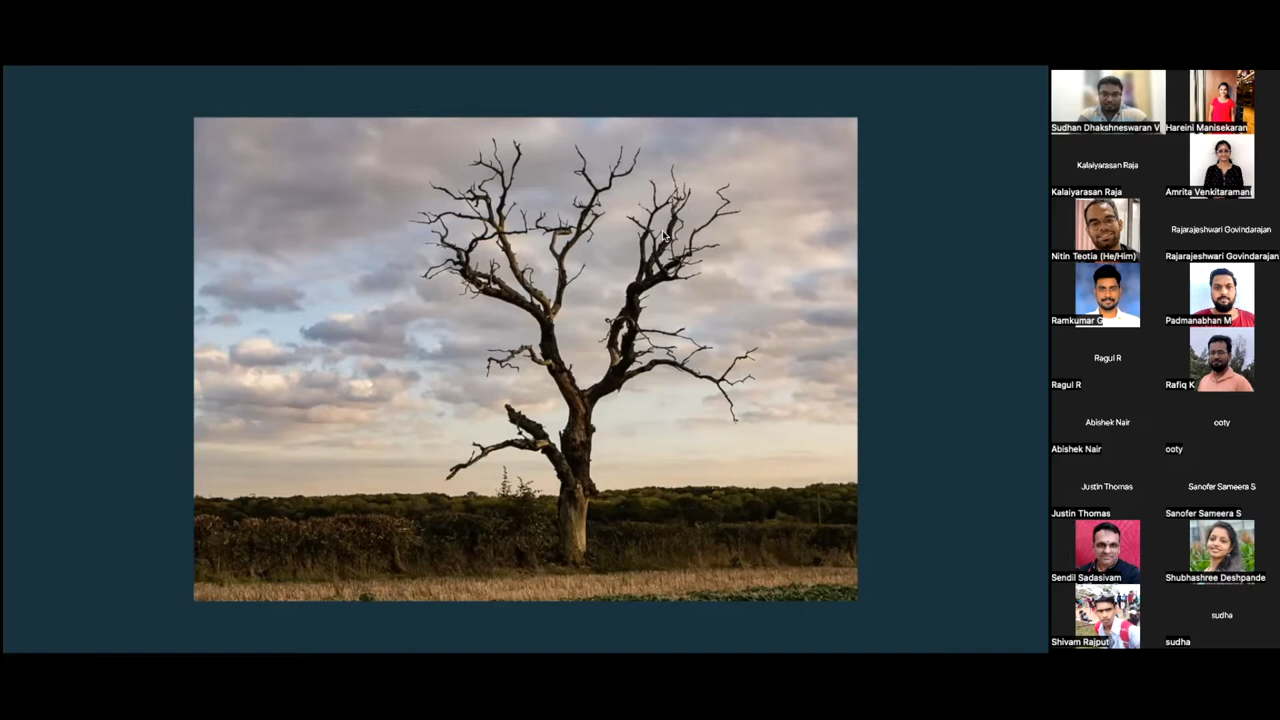 Sudhan Dhakshneswaran V
Hareini Manisekaran
Kalaiyarasan Raja
Kalaiyarasan Raja
Amrita Venkitaramani
Nitin Teotia (He/Him)
Rajarajeshwari Govindarajan
Rajarajeshwari Govindarajan
Ramkumar G
Padmanabhan M
Ragul R
Ragul R
Rafiq K
Abishek Nair
Abishek Nair
ooty
ooty
Justin Thomas
Justin Thomas
Sanofer Sameera S
Sanofer Sameera S
Sendil Sadasivam
Shubhashree Deshpande
Shivam Rajput
sudha
sudha